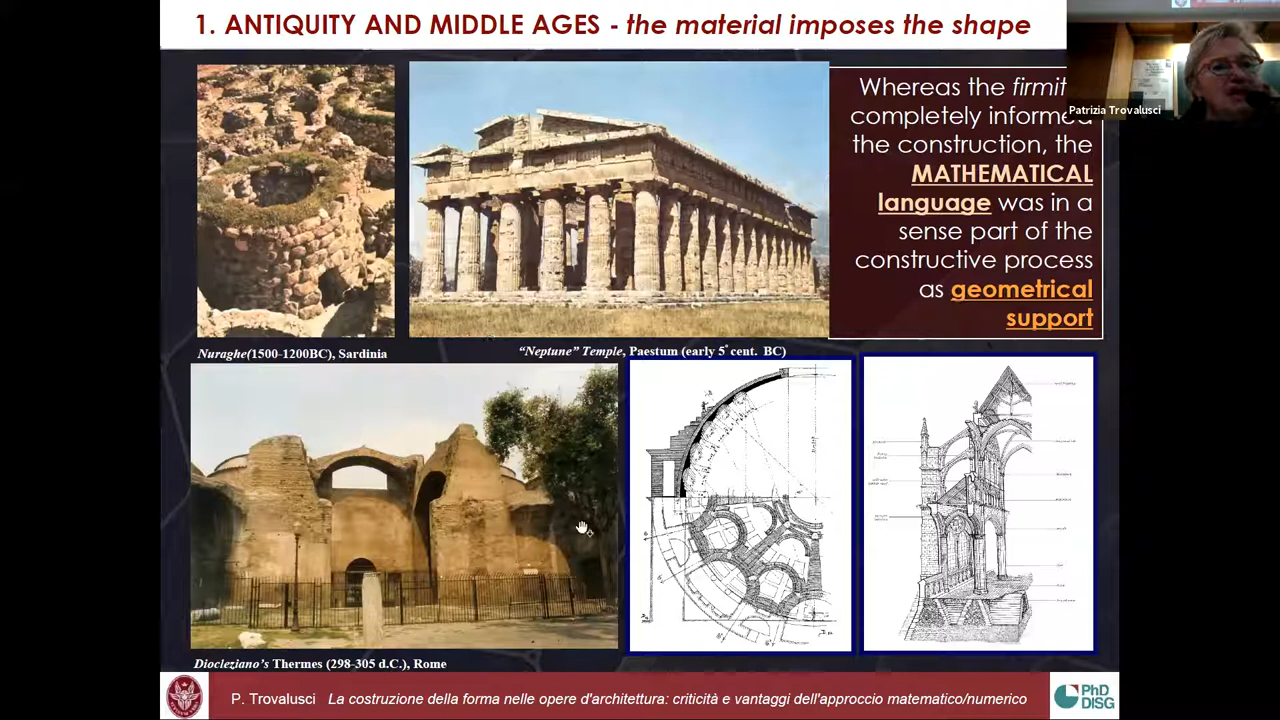 1. ANTIQUITY AND MIDDLE AGES - the material imposes the shape
Whereas the
completely informed
the construction, the
MATHEMATICAL
language was in a
sense part of the
constructive process
as geometrical
support
Patrizia Trovalusci
Nuraghe(1500-1200BC), Sardinia
"Neptune" Temple, Paestum (early 5° cent. BC)
Diocleziano's Thermes (298-305 d.C.), Rome
P. Trovalusci La costruzione della forma nelle opere d'architettura: criticità e vantaggi dell'approccio matematico/numerico
PhD
DISG